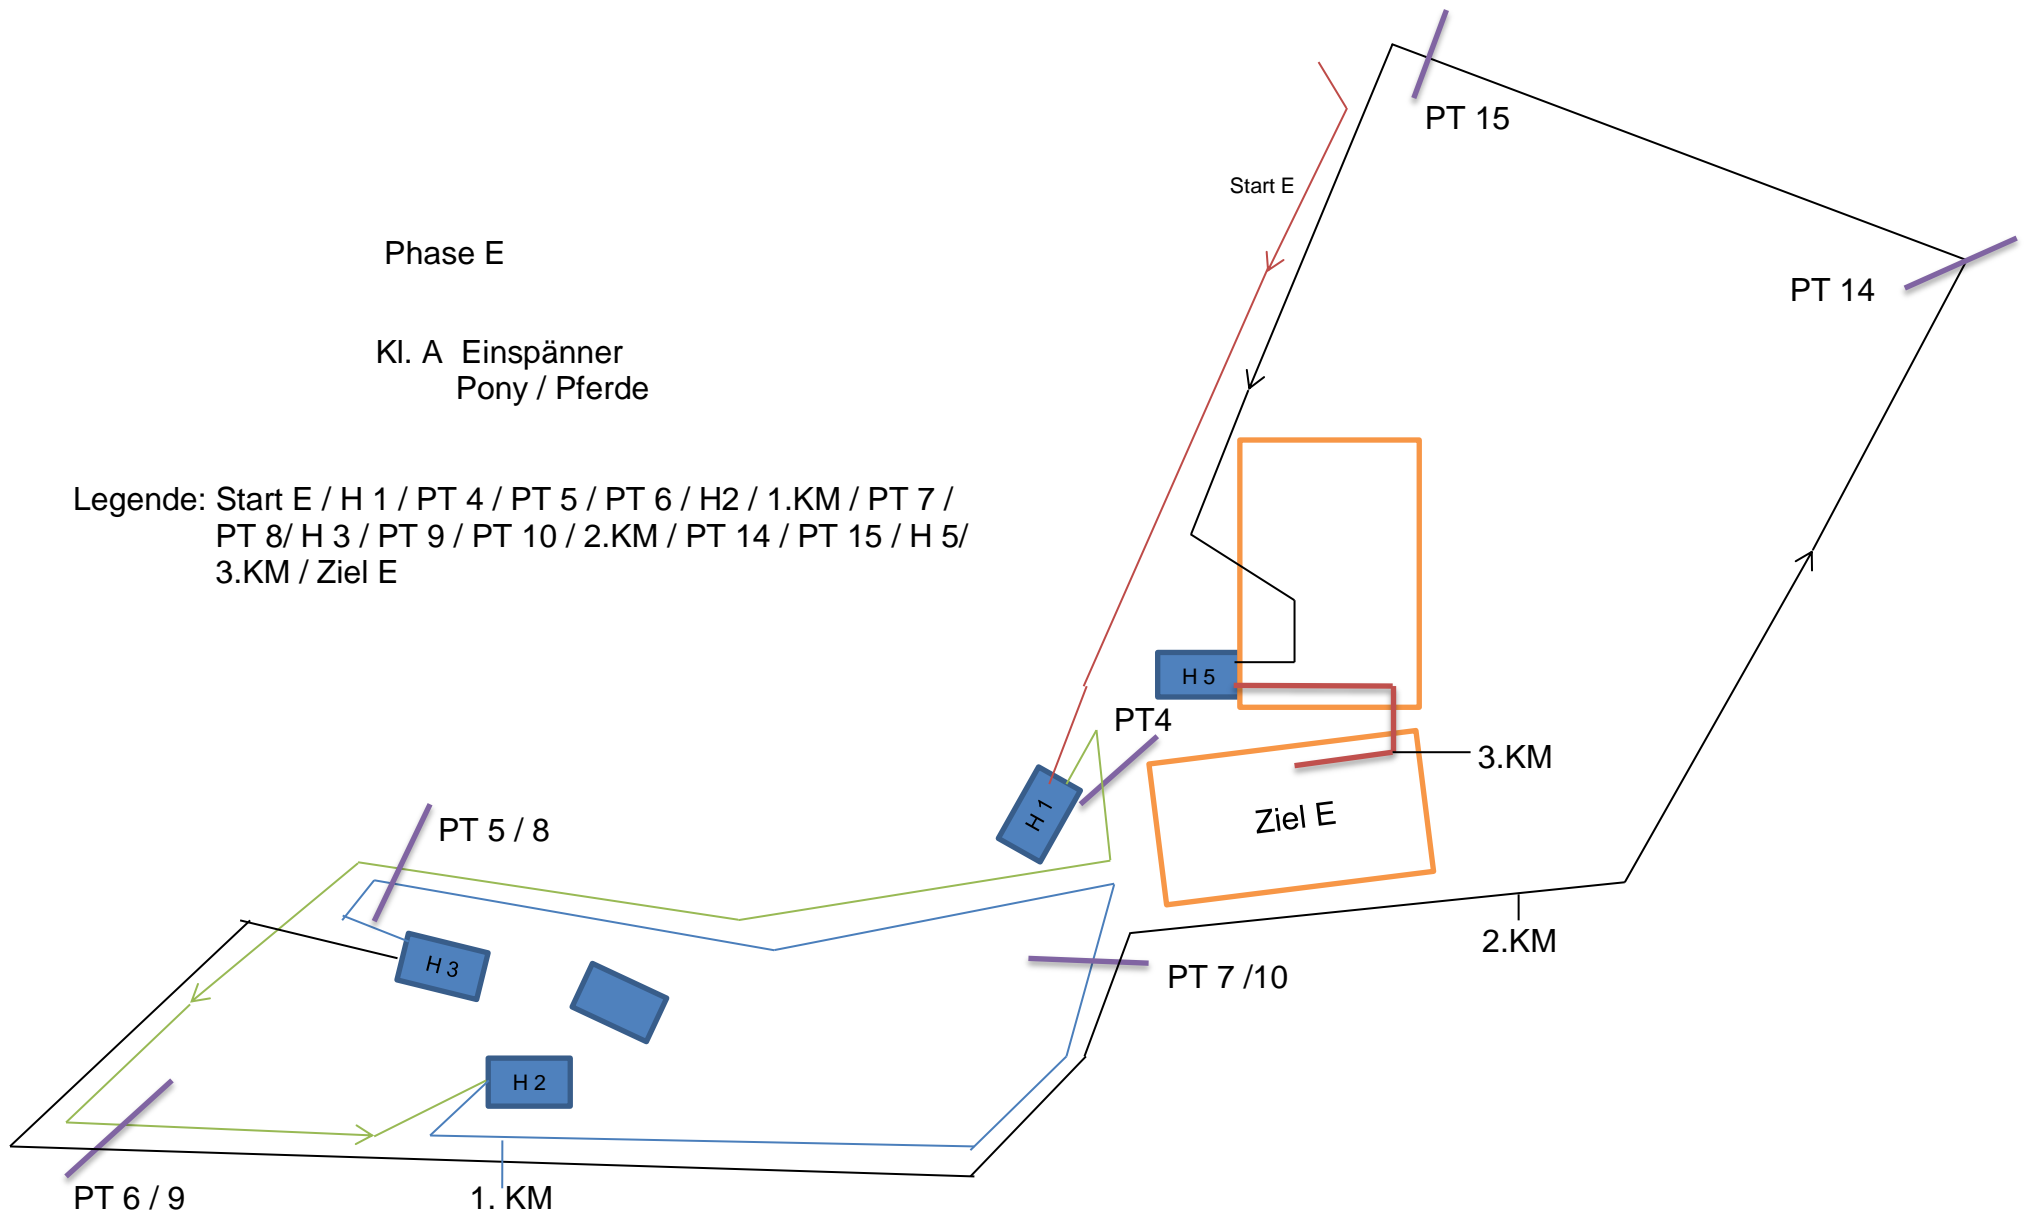 PT 15
Start E
Phase E
PT 14
Kl. A  Einspänner
Pony / Pferde
Legende: Start E / H 1 / PT 4 / PT 5 / PT 6 / H2 / 1.KM / PT 7 /
PT 8/ H 3 / PT 9 / PT 10 / 2.KM / PT 14 / PT 15 / H 5/
3.KM / Ziel E
H 5
PT4
3.KM
H 1
Ziel E
PT 5 / 8
2.KM
H 3
PT 7 /10
H 2
PT 6 / 9
1. KM